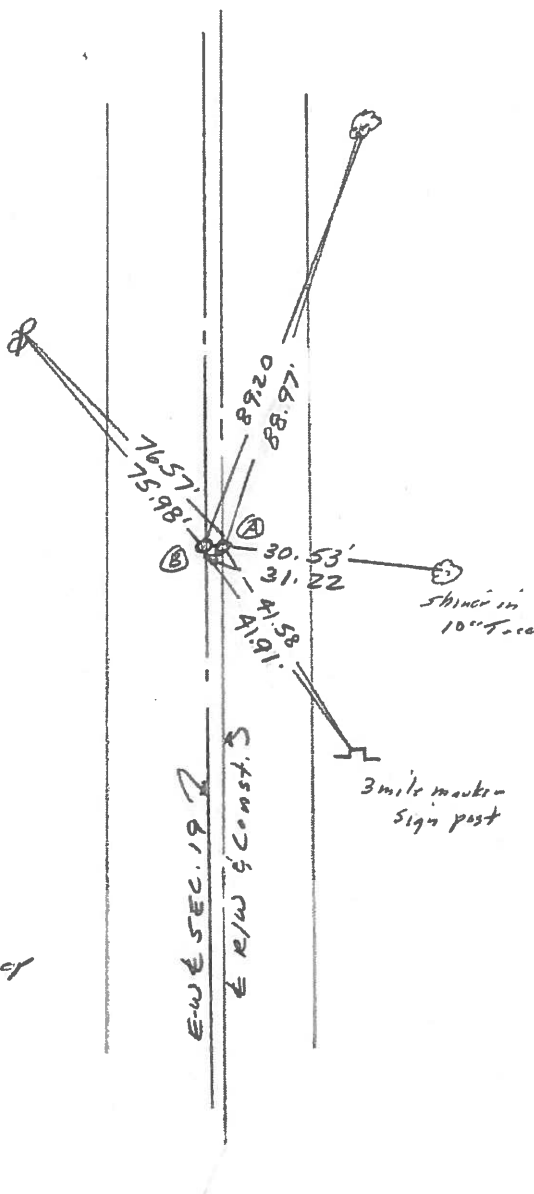 89.20
88.97'
76.57'
75.98'
A
B
30.53'
31.22
shiner in
10" Tree
41.58
41.91'
3 mile marker
sign post
E-W ℄ SEC. 19
℄ R/W & Const.
of